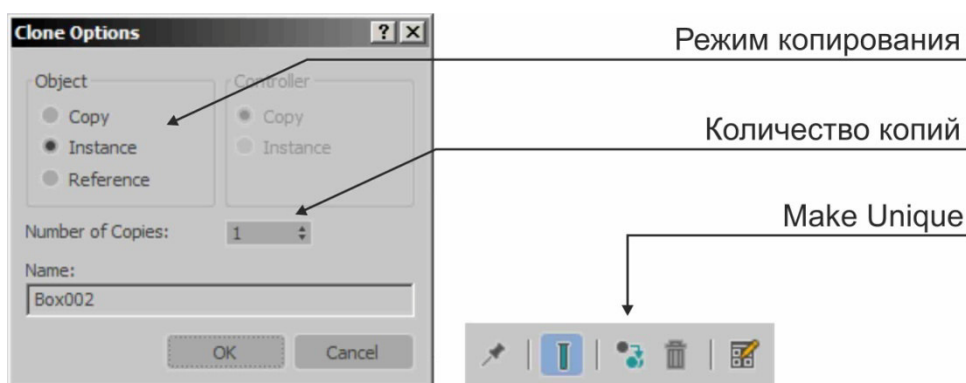 Clone Options
Режим копирования
Object
Controller
Copy
Copy
Количество копий
Instance
Instance
Reference
Make Unique
Number of Copies:
1
Name:
Box002
OK
Cancel